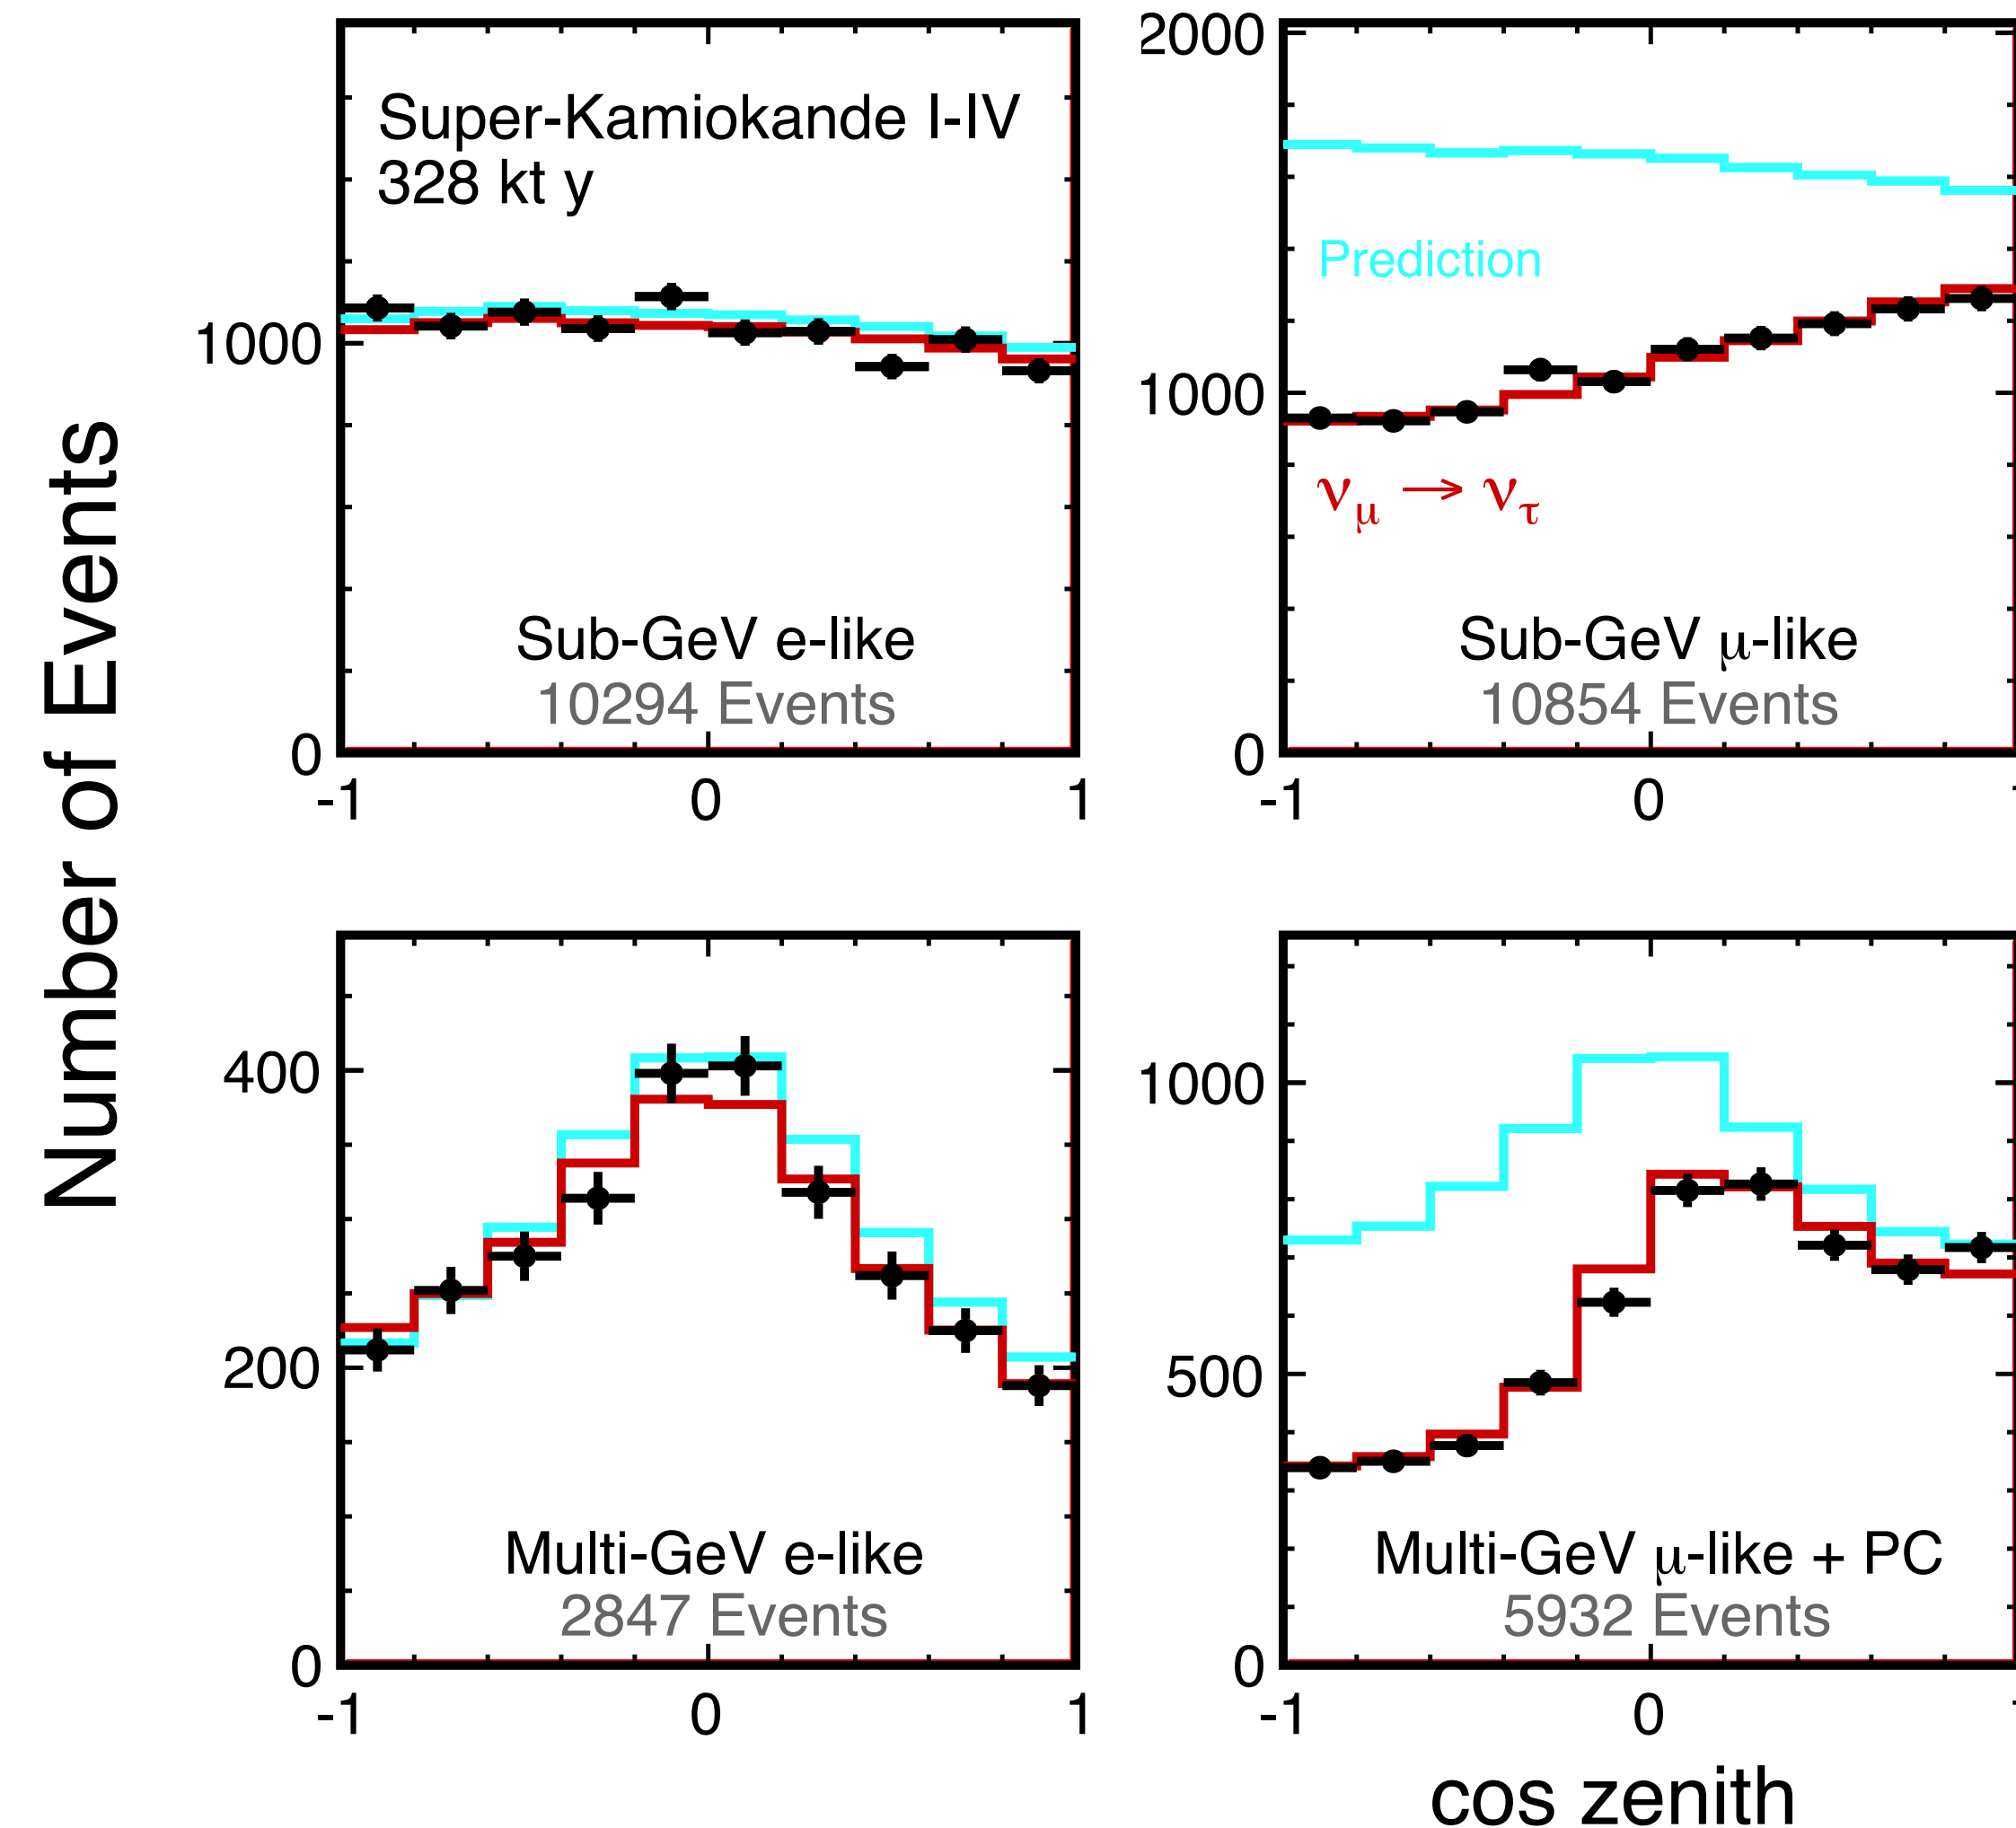 Number of Events
Super-Kamiokande I-IV
328 kt y
1000
0
Sub-GeV e-like
10294 Events
-1 0 1
2000
1000
0
Prediction
νμ → ντ
Sub-GeV μ-like
10854 Events
-1 0
400
200
0
Multi-GeV e-like
2847 Events
-1 0 1
1000
500
0
Multi-GeV μ-like + PC
5932 Events
-1 0
cos zenith